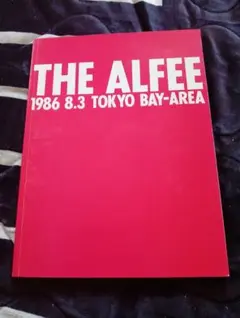 THE ALFEE
1986 8.3 TOKYO BAY-AREA